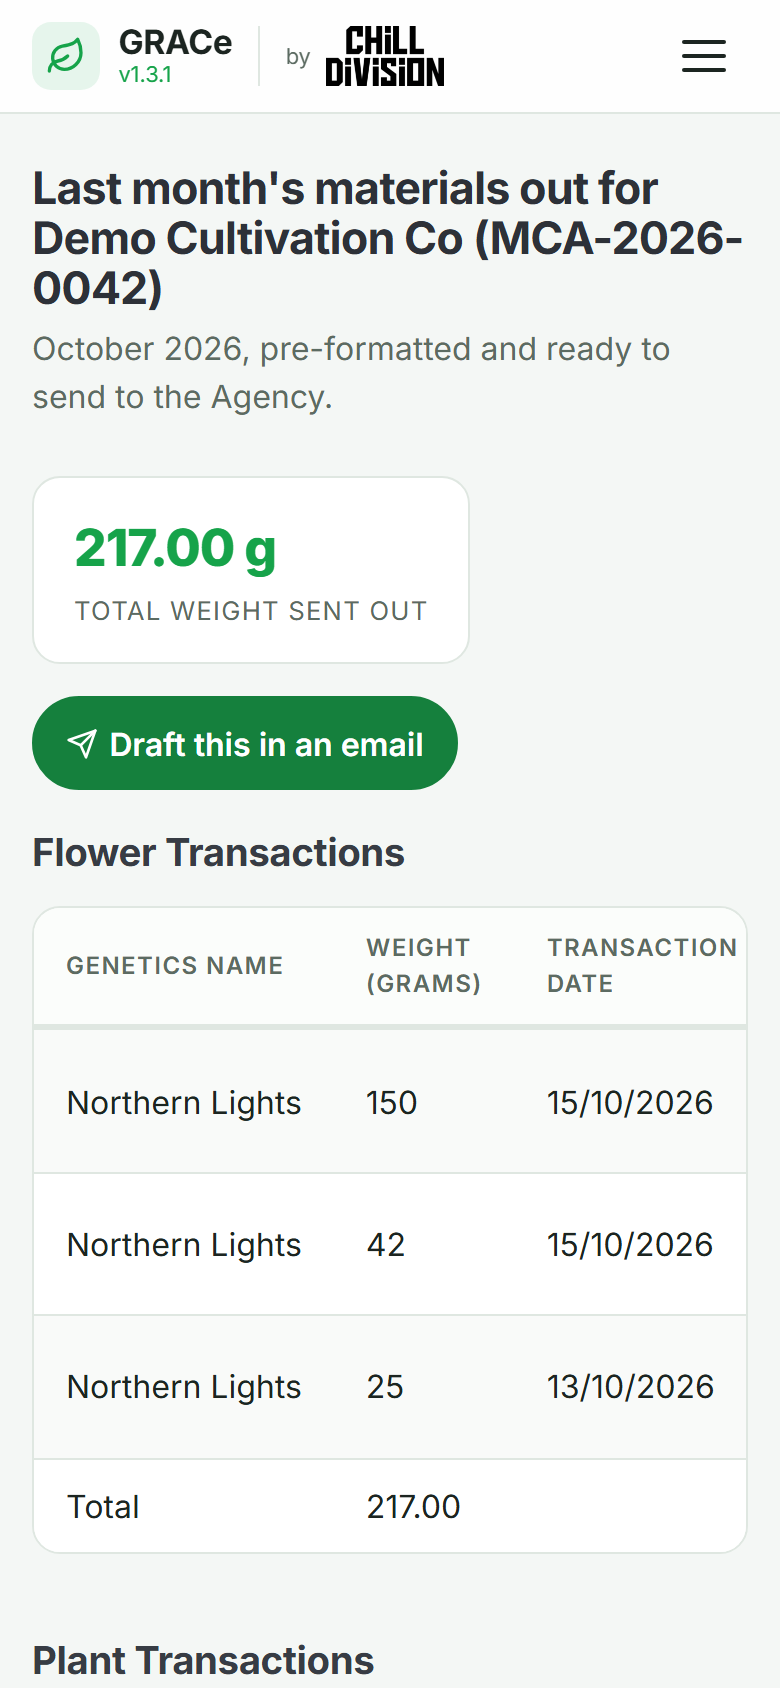 GRACe
v1.3.1
by
CHiLL
DiViSiON
Last month's materials out for
Demo Cultivation Co (MCA-2026-
0042)
October 2026, pre-formatted and ready to
send to the Agency.
217.00 g
TOTAL WEIGHT SENT OUT
Draft this in an email
Flower Transactions
GENETICS NAME WEIGHT (GRAMS) TRANSACTION DATE
Northern Lights 150 15/10/2026
Northern Lights 42 15/10/2026
Northern Lights 25 13/10/2026
Total 217.00
Plant Transactions